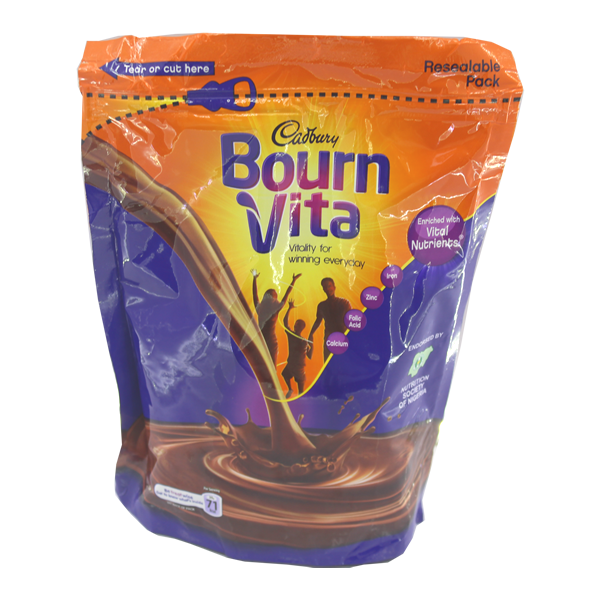 Tear or cut here
Resealable
Pack
Cadbury
Bourn
Vita
Vitality for
winning everyday
Enriched with
Vital
Nutrients
Iron
Zinc
Folic
Acid
Calcium
ENDORSED BY
NUTRITION
SOCIETY
OF NIGERIA
71